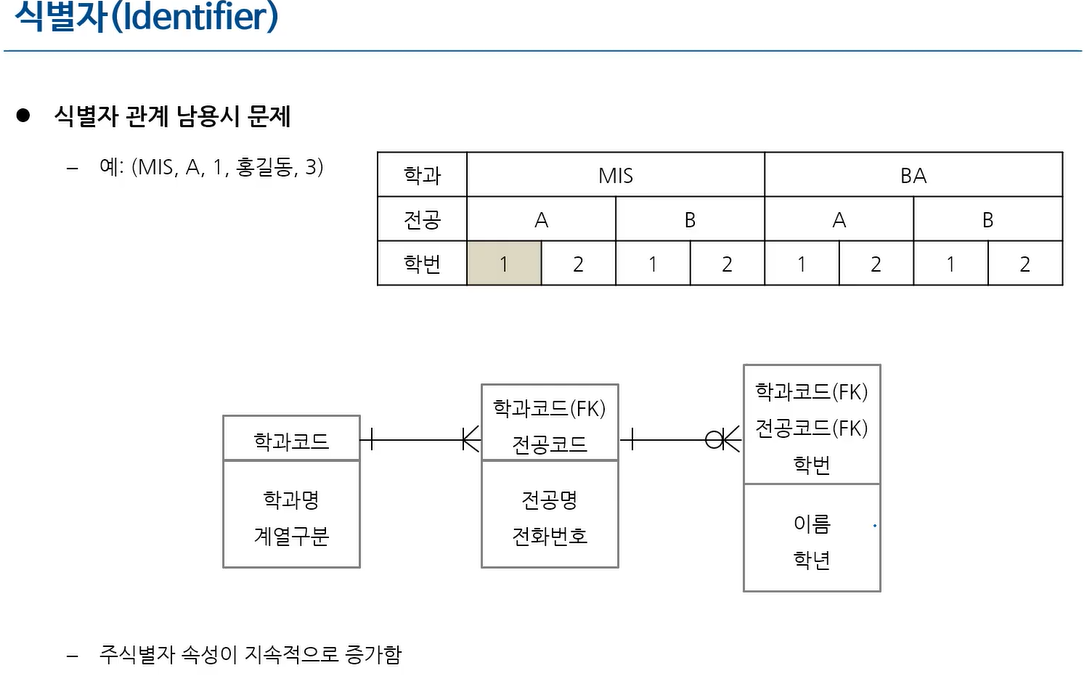 식별자(Identifier)
● 식별자 관계 남용시 문제
– 예: (MIS, A, 1, 홍길동, 3)
학과 MIS BA
전공 A B A B
학번 1 2 1 2 1 2 1 2
학과코드
학과명
계열구분
학과코드(FK)
전공코드
전공명
전화번호
학과코드(FK)
전공코드(FK)
학번
이름
학년
– 주식별자 속성이 지속적으로 증가함